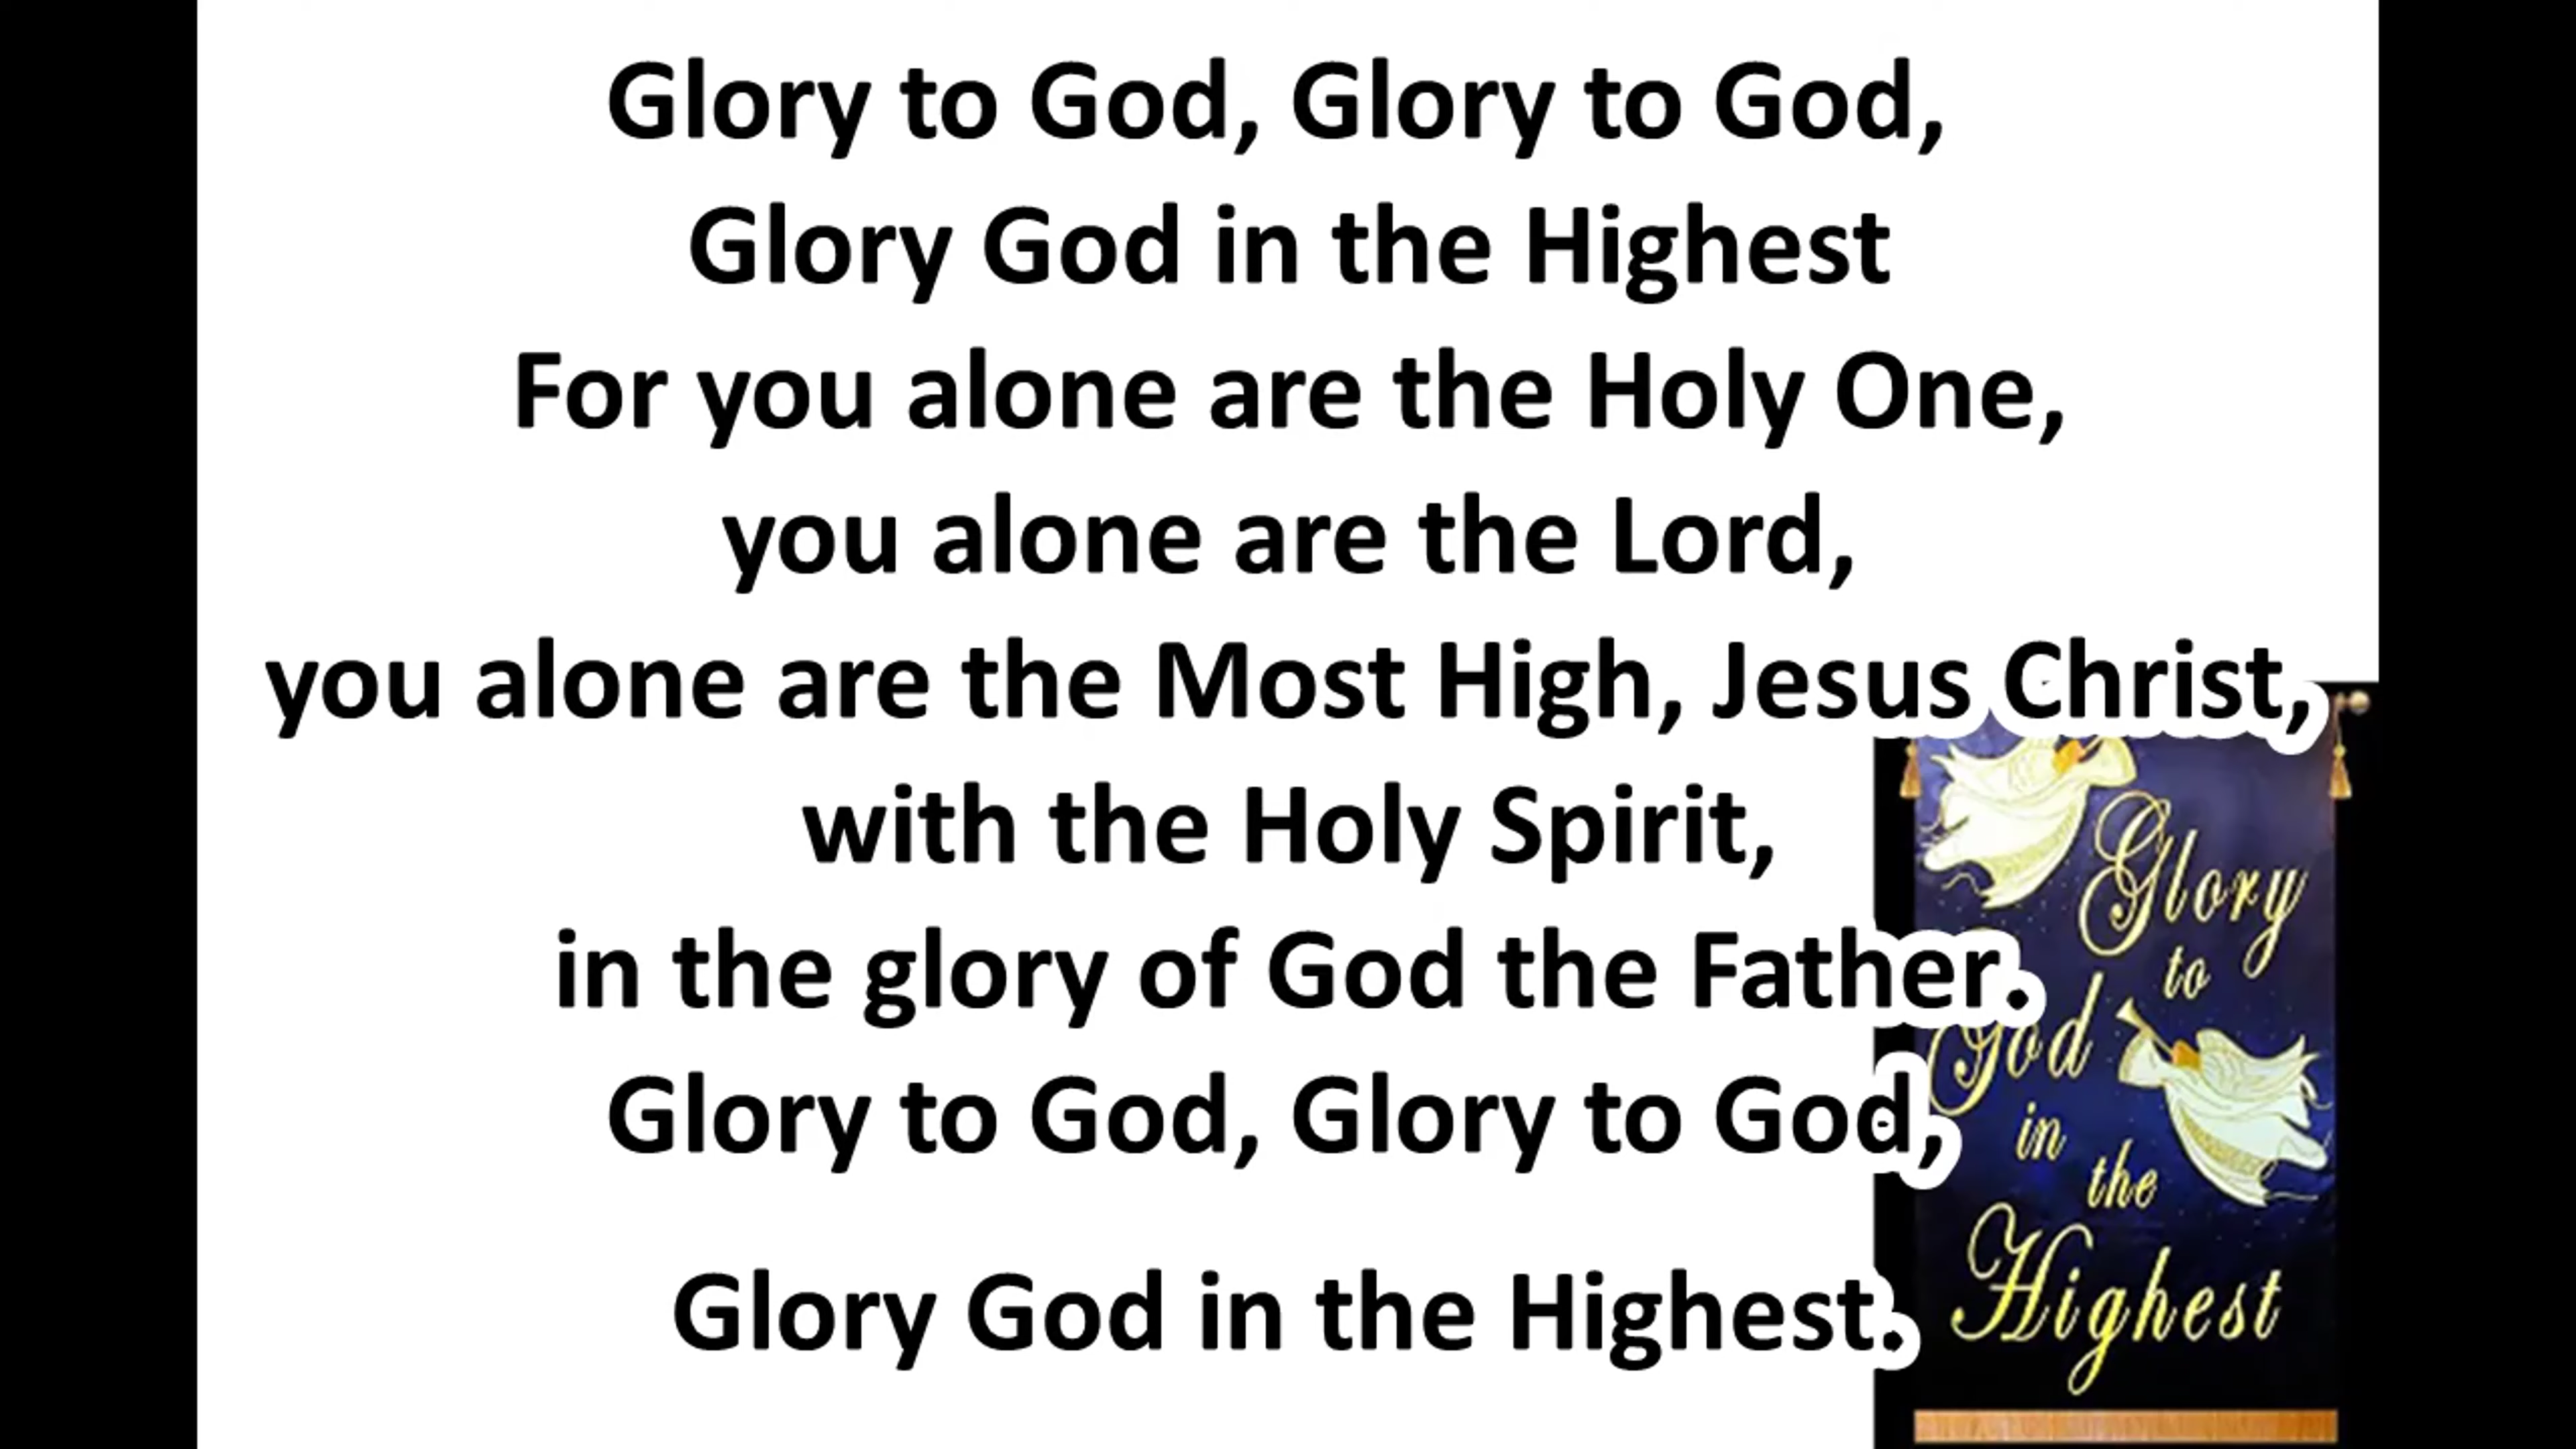 Glory to God, Glory to God,
Glory God in the Highest
For you alone are the Holy One,
you alone are the Lord,
you alone are the Most High, Jesus Christ,
with the Holy Spirit,
in the glory of God the Father.
Glory to God, Glory to God,
Glory God in the Highest.
Glory
to
God
in
the
Highest